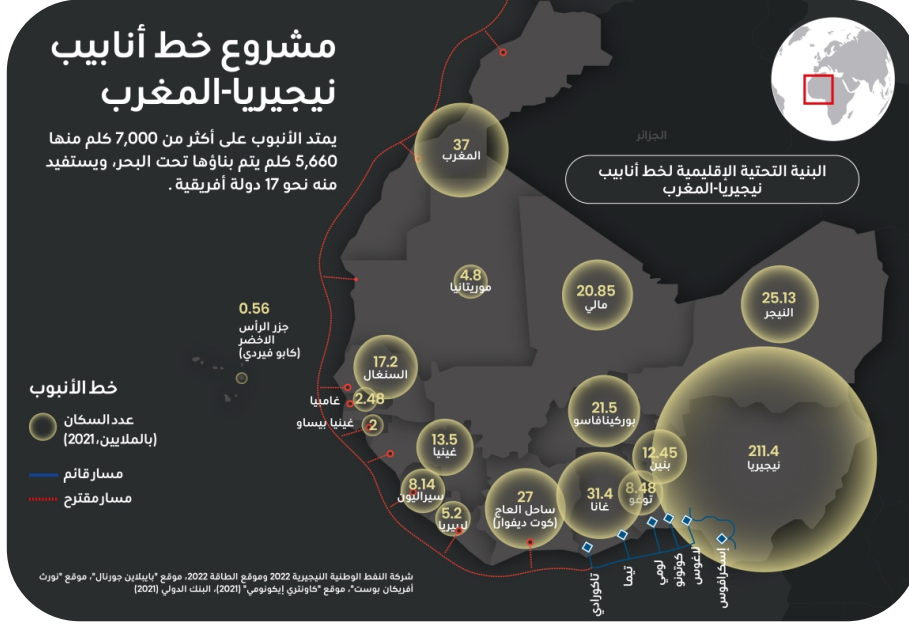 مشروع خط أنابيب
نيجيريا-المغرب
يمتد الأنبوب على أكثر من 7,000 كلم منها
5,660 كلم يتم بناؤها تحت البحر، ويستفيد
منه نحو 17 دولة أفريقية .
الجزائر
البنية التحتية الإقليمية لخط أنابيب
نيجيريا-المغرب
37
المغرب
4.8
موريتانيا
20.85
مالي
25.13
النيجر
0.56
جزر الرأس
الاخضر
(كابو فيردي)
17.2
السنغال
2.48
غامبيا
2
غينيا بيساو
13.5
غينيا
8.14
سيراليون
5.2
ليبيريا
27
ساحل العاج
(كوت ديفوار)
21.5
بوركينافاسو
31.4
غانا
8.48
توغو
12.45
بنين
211.4
نيجيريا
تاكورادي
تيما
لومي
كوتونو
لاغوس
إسكرافوس
خط الأنبوب
عدد السكان
(بالملايين، 2021)
مسار قائم
مسار مقترح
شركة النفط الوطنية النيجيرية 2022 وموقع الطاقة 2022، موقع "بايبلاين جورنال"، موقع "نورث
أفريكان بوست"، موقع "كاونتري إيكونومي" (2021)، البنك الدولي (2021)